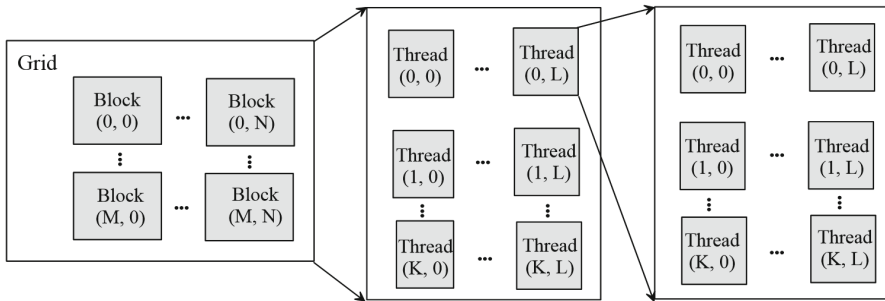 Grid
Block
(0, 0)
...
Block
(0, N)
Block
(M, 0)
...
Block
(M, N)
Thread
(0, 0)
...
Thread
(0, L)
Thread
(1, 0)
...
Thread
(1, L)
Thread
(K, 0)
...
Thread
(K, L)
Thread
(0, 0)
...
Thread
(0, L)
Thread
(1, 0)
...
Thread
(1, L)
Thread
(K, 0)
...
Thread
(K, L)